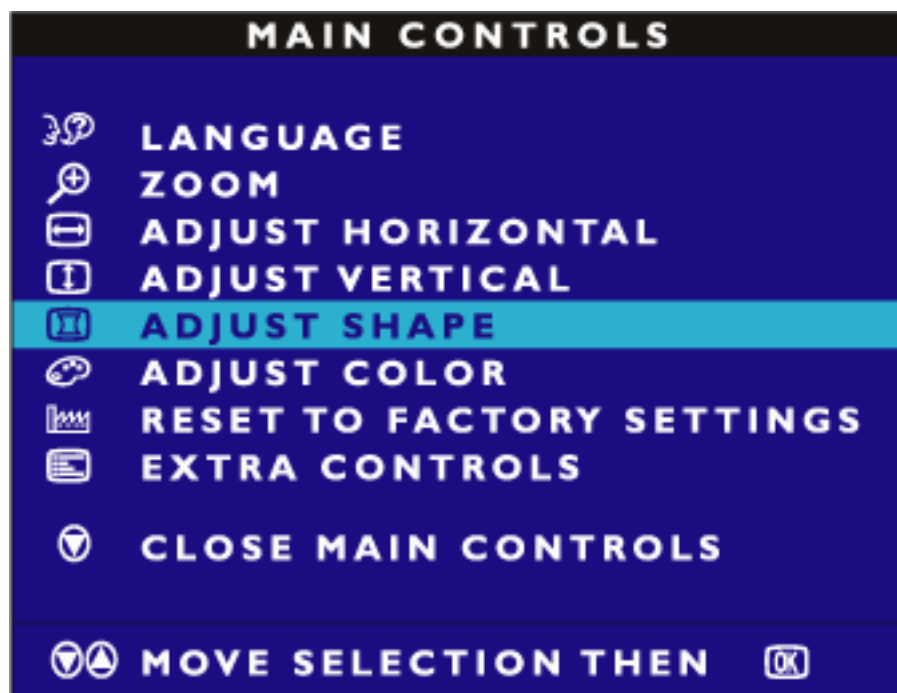 MAIN CONTROLS
LANGUAGE
ZOOM
ADJUST HORIZONTAL
ADJUST VERTICAL
ADJUST SHAPE
ADJUST COLOR
RESET TO FACTORY SETTINGS
EXTRA CONTROLS
CLOSE MAIN CONTROLS
MOVE SELECTION THEN OK